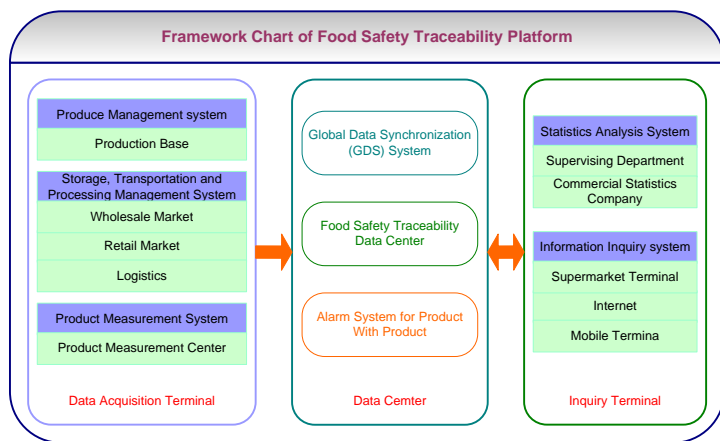 Framework Chart of Food Safety Traceability Platform
Produce Management system
Production Base
Storage, Transportation and
Processing Management System
Wholesale Market
Retail Market
Logistics
Product Measurement System
Product Measurement Center
Data Acquisition Terminal
Global Data Synchronization
(GDS) System
Food Safety Traceability
Data Center
Alarm System for Product
With Product
Data Cemter
Statistics Analysis System
Supervising Department
Commercial Statistics
Company
Information Inquiry system
Supermarket Terminal
Internet
Mobile Termina
Inquiry Terminal